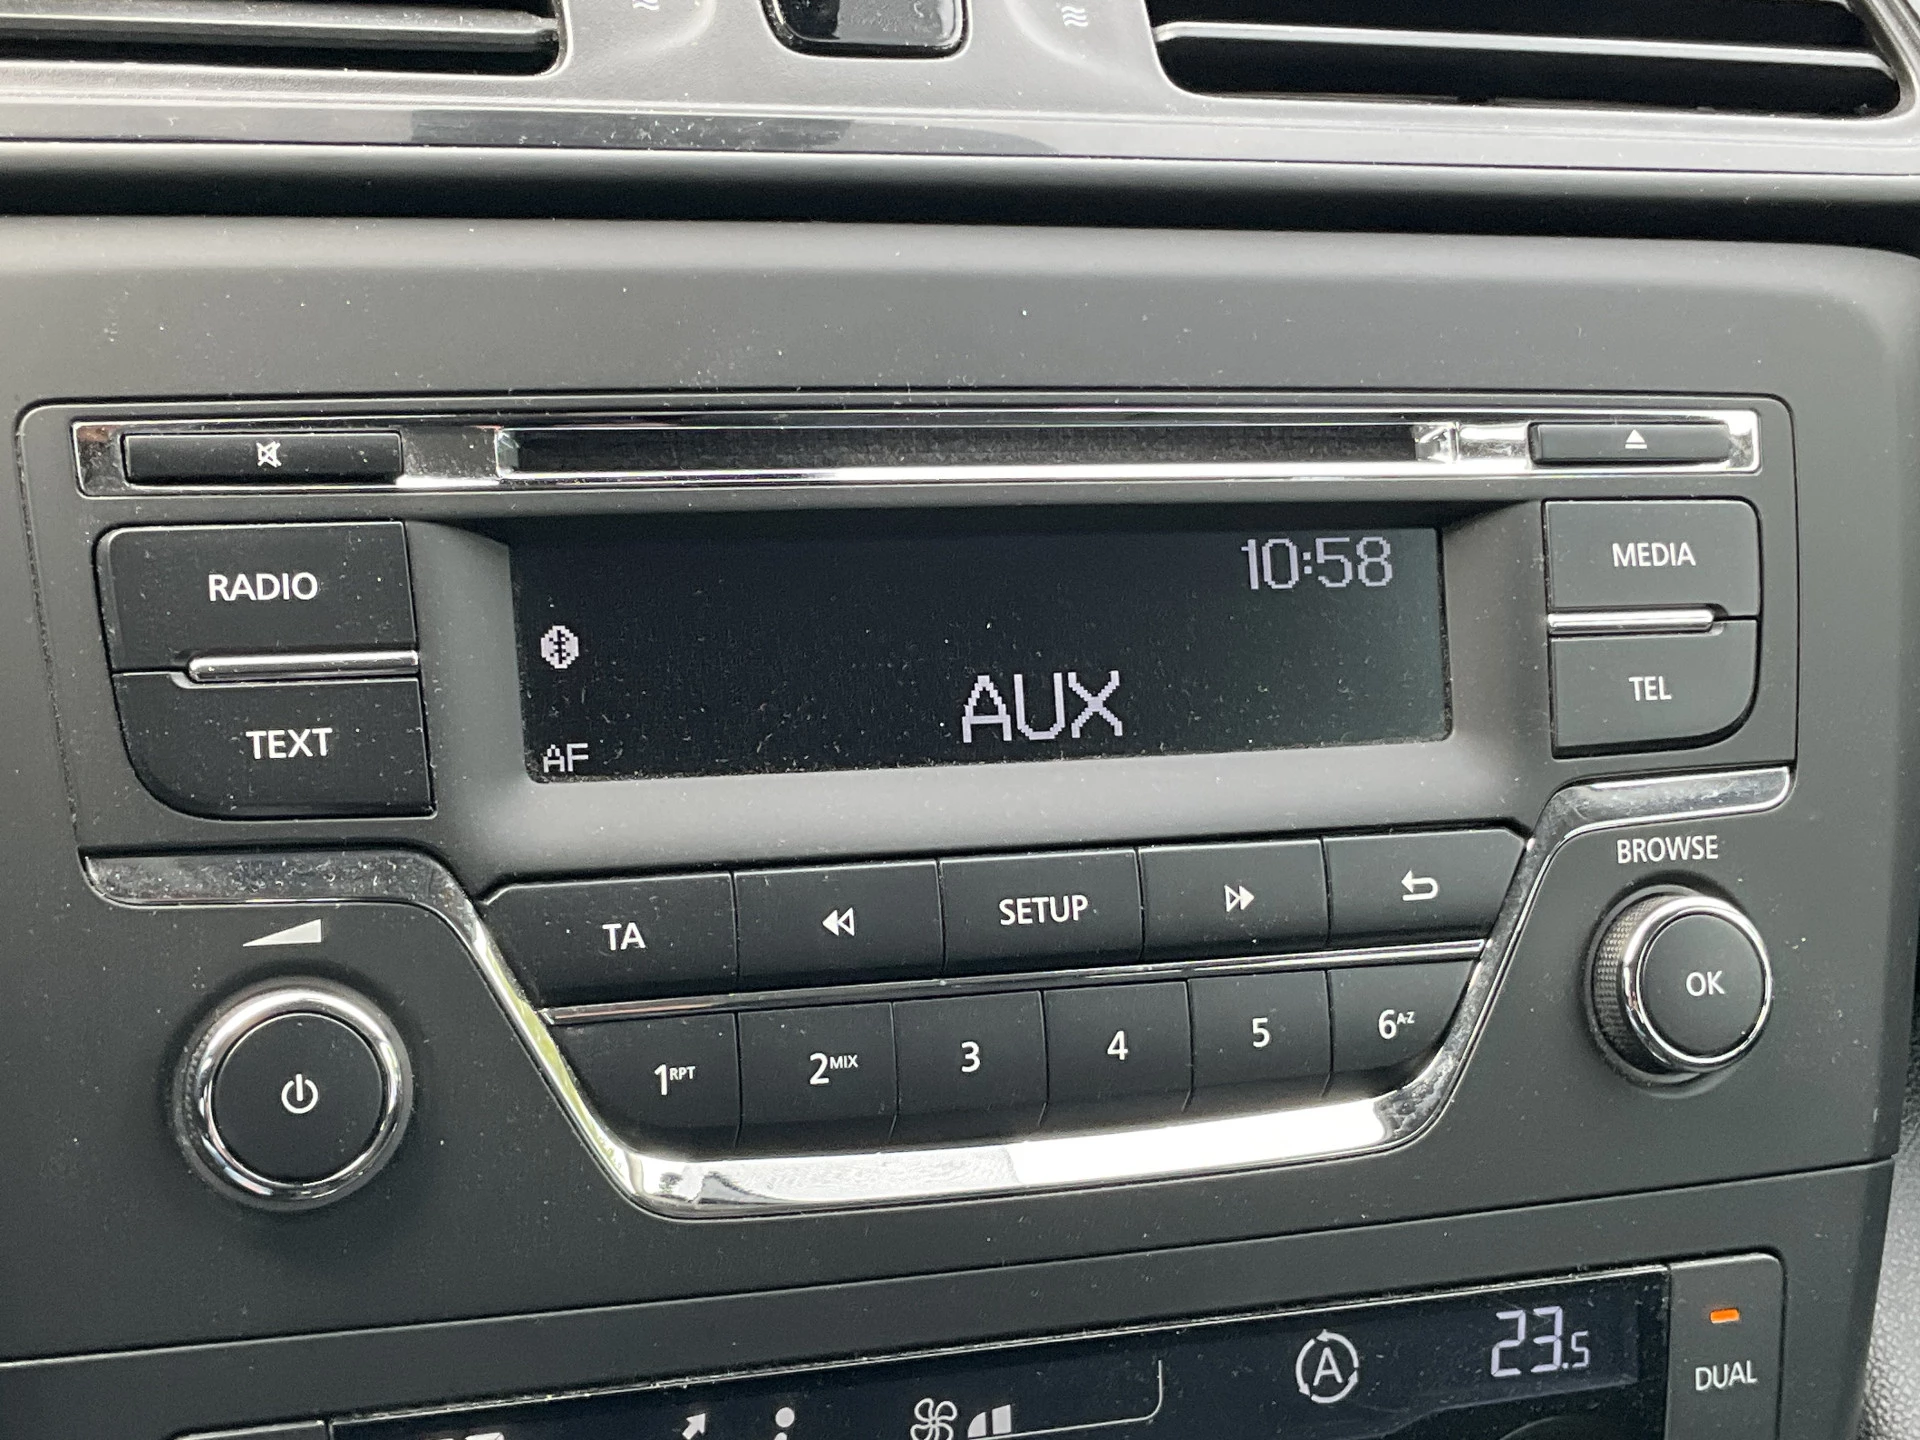 10:58
RADIO
MEDIA
AUX
TEL
TEXT
AF
BROWSE
TA
SETUP
OK
1RPT
2MIX
3
4
5
6A-Z
A
23.5
DUAL